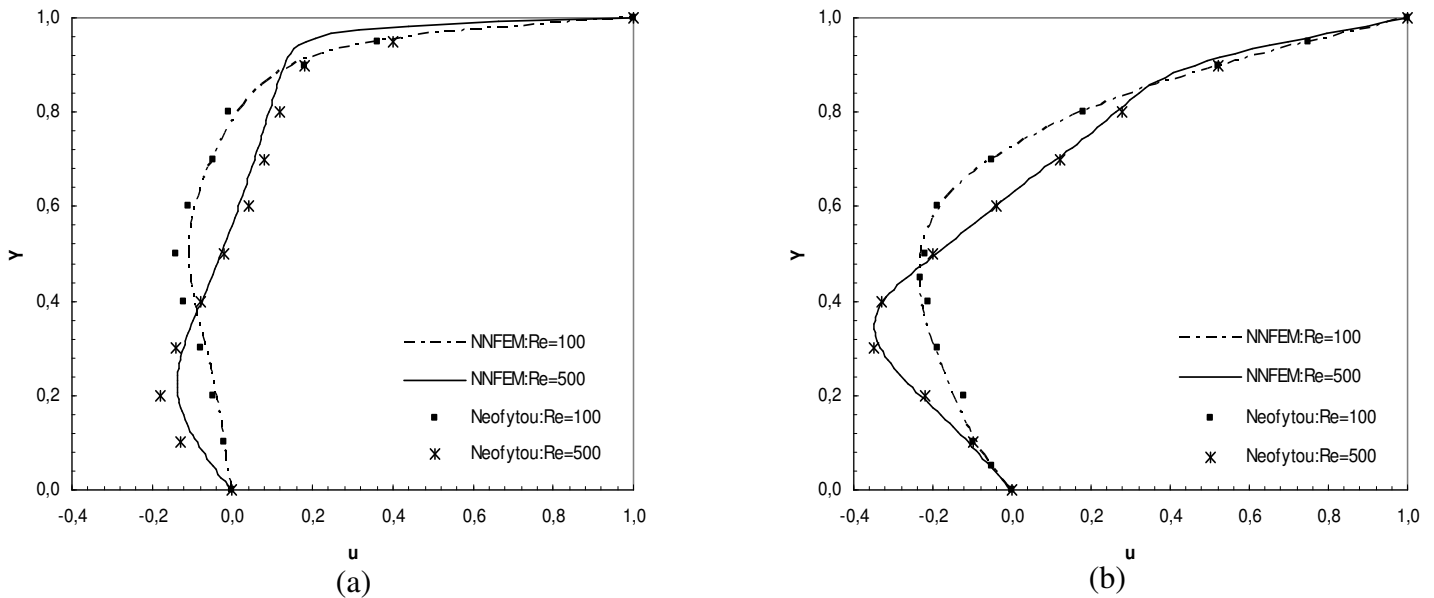 1,0
0,8
0,6
0,4
0,2
0,0
Y
-0,4 -0,2 0,0 0,2 0,4 0,6 0,8 1,0
u
NNFEM:Re=100
NNFEM:Re=500
Neofytou:Re=100
Neofytou:Re=500
(a)
1,0
0,8
0,6
0,4
0,2
0,0
Y
-0,4 -0,2 0,0 0,2 0,4 0,6 0,8 1,0
u
NNFEM:Re=100
NNFEM:Re=500
Neofytou:Re=100
Neofytou:Re=500
(b)